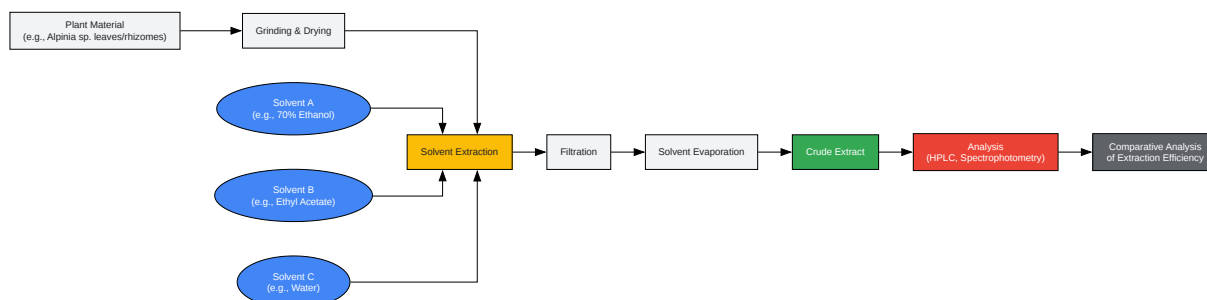 Plant Material
(e.g., Alpinia sp. leaves/rhizomes)
Grinding & Drying
Solvent A
(e.g., 70% Ethanol)
Solvent Extraction
Filtration
Solvent Evaporation
Crude Extract
Analysis
(HPLC, Spectrophotometry)
Comparative Analysis
of Extraction Efficiency
Solvent B
(e.g., Ethyl Acetate)
Solvent C
(e.g., Water)